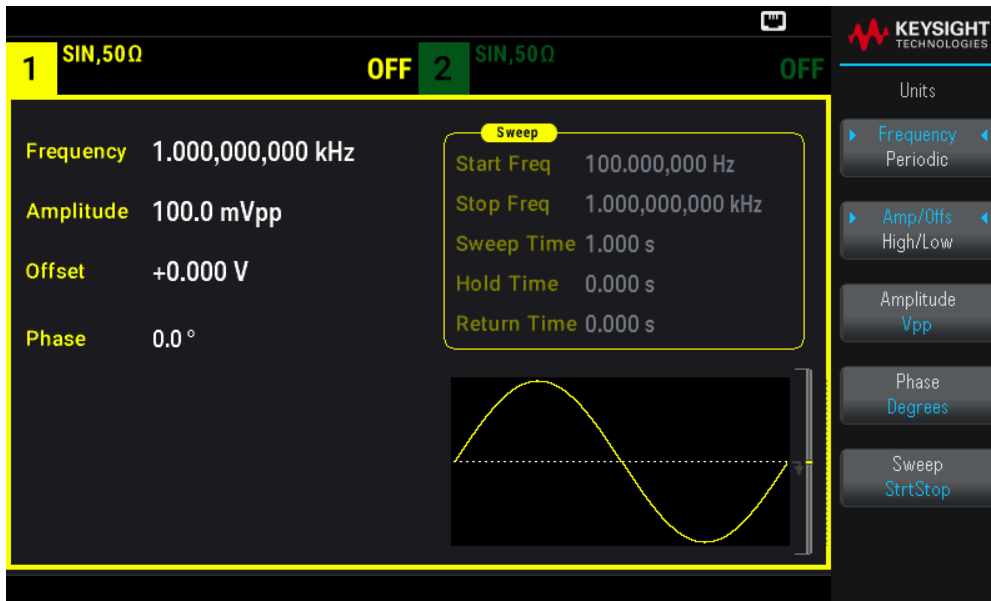 KEYSIGHT
TECHNOLOGIES
1 SIN,50Ω OFF
2 SIN,50Ω OFF
Frequency 1.000,000,000 kHz
Amplitude 100.0 mVpp
Offset +0.000 V
Phase 0.0 °
Sweep
Start Freq 100.000,000 Hz
Stop Freq 1.000,000,000 kHz
Sweep Time 1.000 s
Hold Time 0.000 s
Return Time 0.000 s
Units
Frequency
Periodic
Amp/Offs
High/Low
Amplitude
Vpp
Phase
Degrees
Sweep
StrtStop